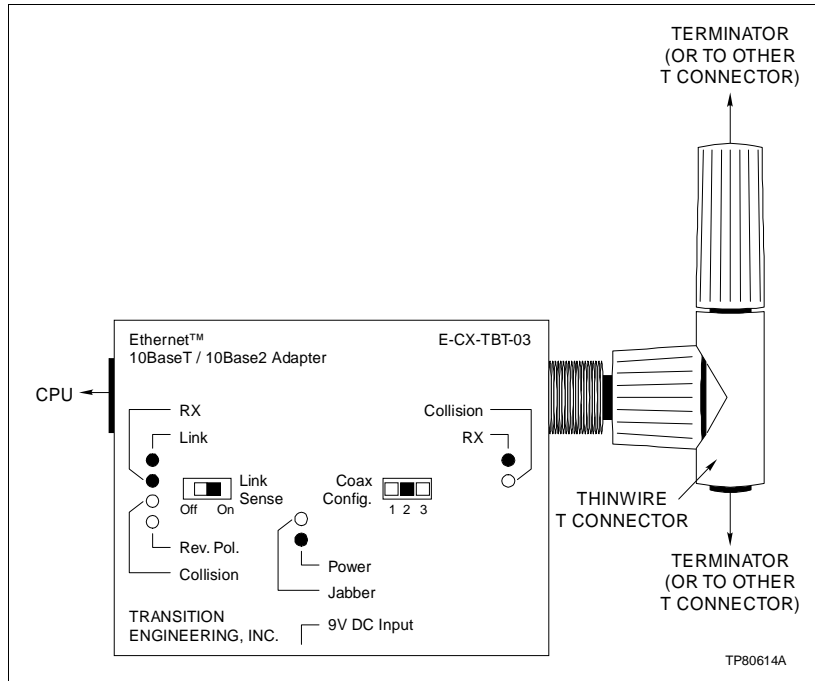 TERMINATOR
(OR TO OTHER
T CONNECTOR)
Ethernet™
10BaseT / 10Base2 Adapter
E-CX-TBT-03
CPU
RX
Link
Collision
RX
Link
Sense
Off On
Coax
Config.
1 2 3
THINWIRE
T CONNECTOR
Rev. Pol.
Collision
Power
Jabber
TERMINATOR
(OR TO OTHER
T CONNECTOR)
TRANSITION
ENGINEERING, INC.
9V DC Input
TP80614A